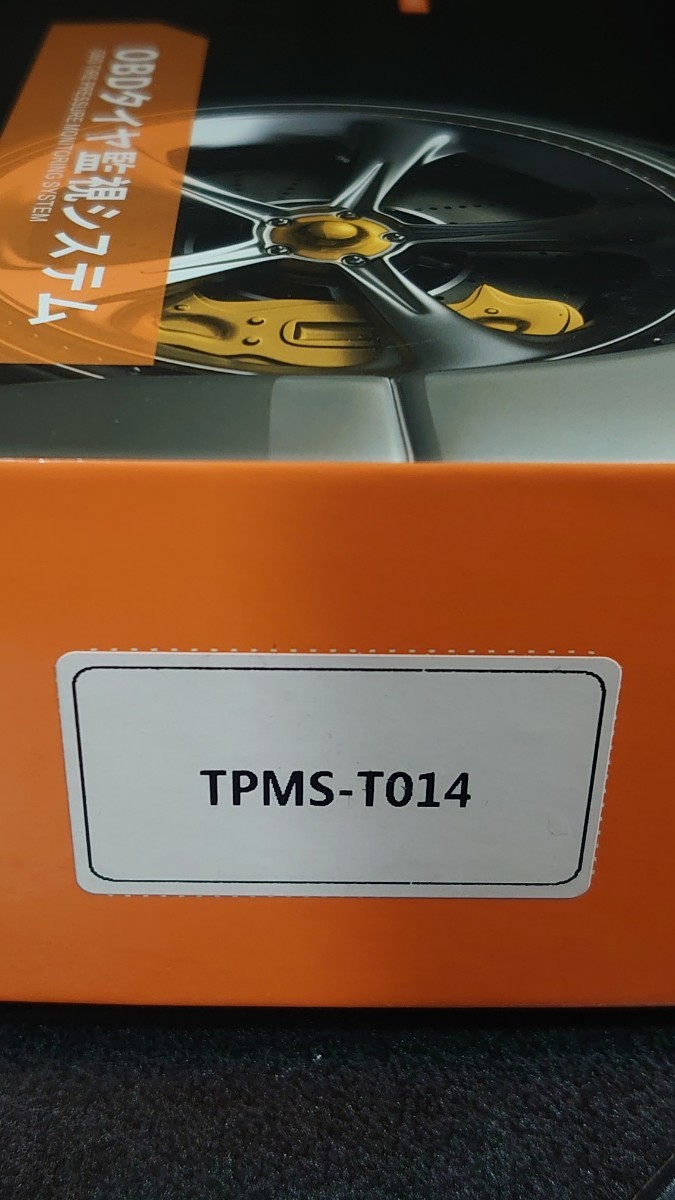 OBDタイヤ監視システム
OBD TIRE PRESSURE MONITORING SYSTEM
TPMS-T014